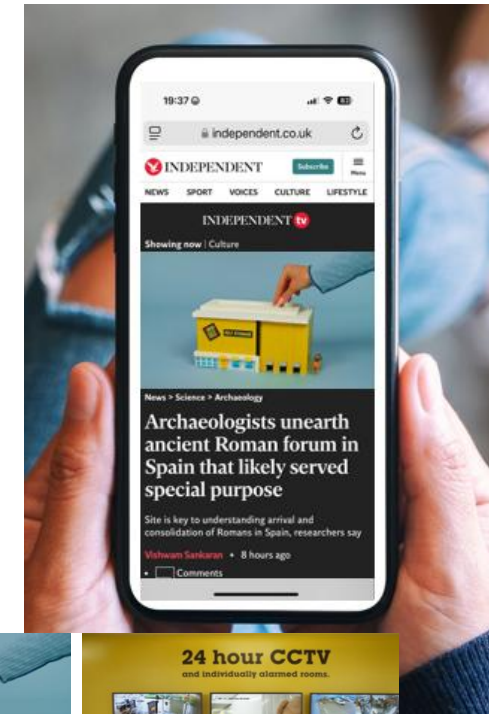 19:37
independent.co.uk
INDEPENDENT
Subscribe
Menu
NEWS SPORT VOICES CULTURE LIFESTYLE
INDEPENDENT tv
Showing now | Culture
SELF STORAGE
News > Science > Archaeology
Archaeologists unearth
ancient Roman forum in
Spain that likely served
special purpose
Site is key to understanding arrival and
consolidation of Romans in Spain, researchers say
Vishwam Sankaran • 8 hours ago
• Comments
24 hour CCTV
and individually alarmed rooms.